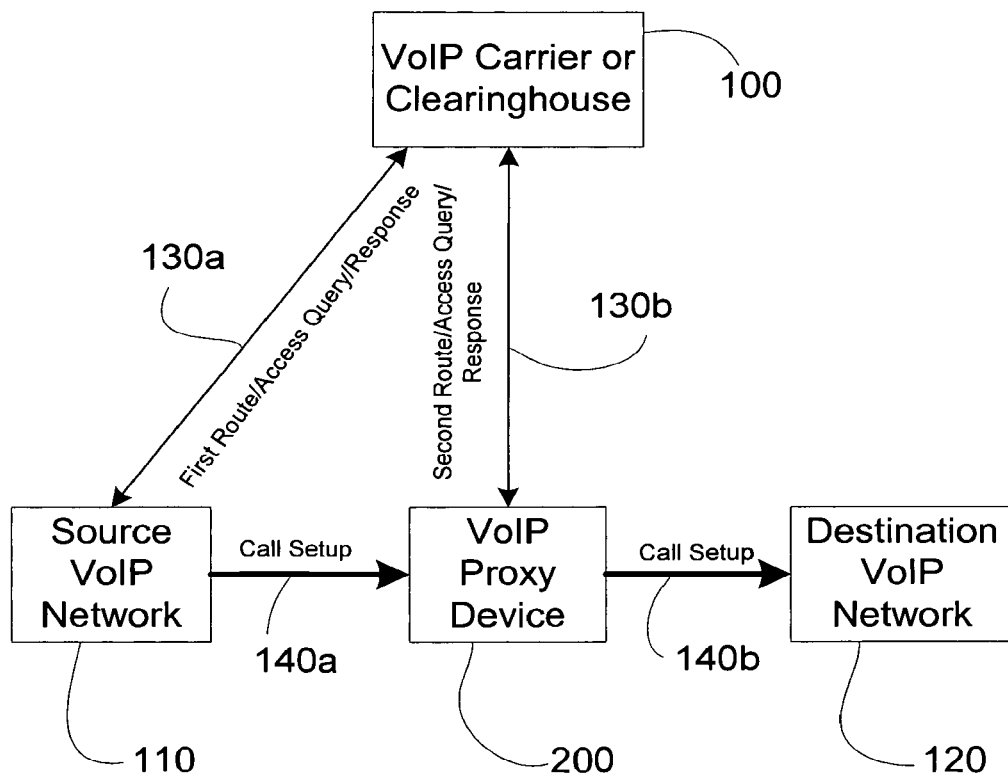 VoIP Carrier or
Clearinghouse
100
130a
First Route/Access Query/Response
Second Route/Access Query/
Response
130b
Source
VoIP
Network
Call Setup
VoIP
Proxy
Device
Call Setup
Destination
VoIP
Network
140a
140b
110
200
120